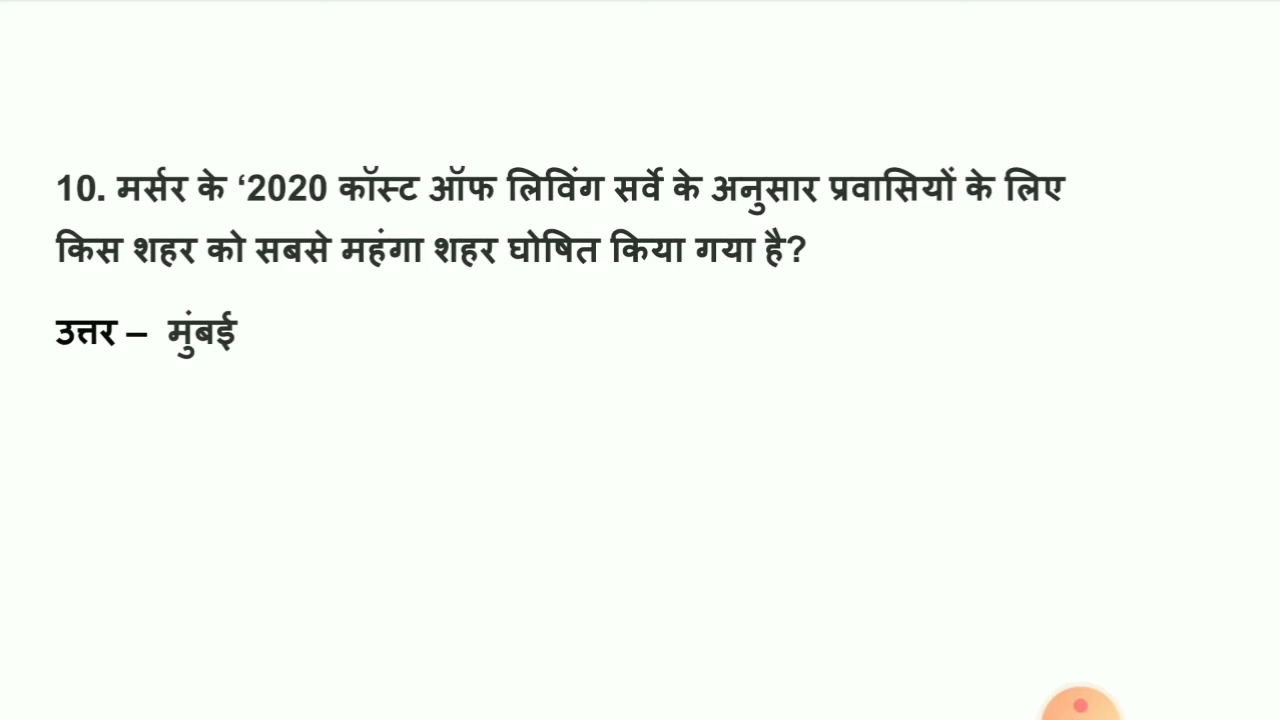 10. मर्सर के ‘2020 कॉस्ट ऑफ लिविंग सर्वे के अनुसार प्रवासियों के लिए
किस शहर को सबसे महंगा शहर घोषित किया गया है?
उत्तर – मुंबई